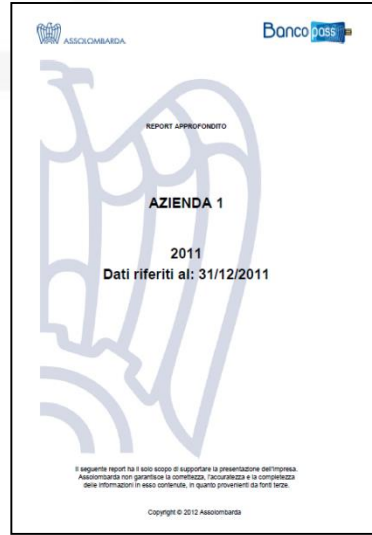 ASSOLOMBARDA
Bancopass
REPORT APPROFONDITO
AZIENDA 1
2011
Dati riferiti al: 31/12/2011
Il seguente report ha il solo scopo di supportare la presentazione dell'impresa.
Assolombarda non garantisce la correttezza, l'accuratezza e la completezza
delle informazioni in esso contenute, in quanto provenienti da fonti terze.
Copyright © 2012 Assolombarda